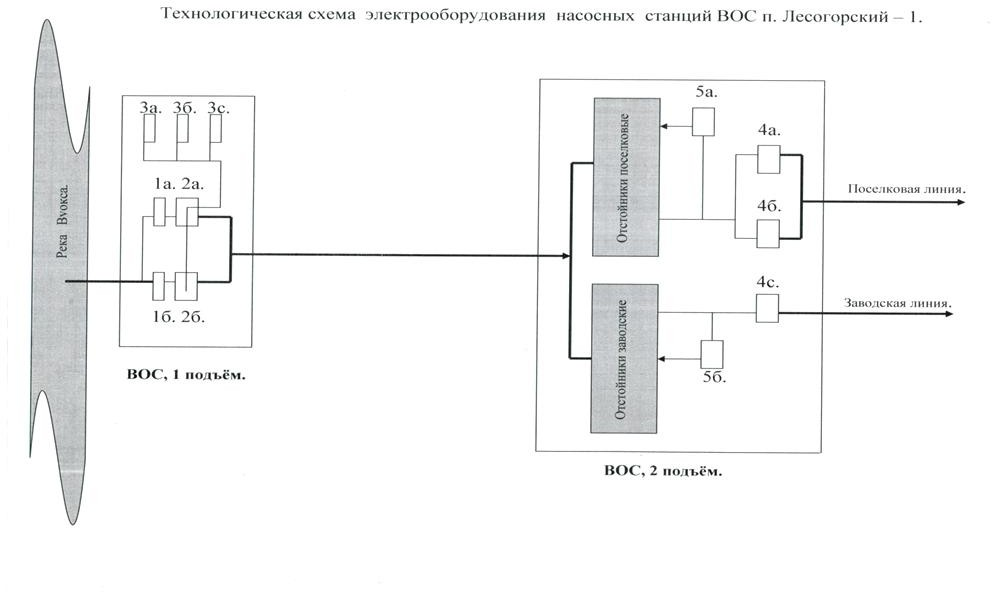 Технологическая схема электрооборудования насосных станций ВОС п. Лесогорский – 1.
3а. 3б. 3с.
1а. 2а.
Река Вуокса.
1б. 2б.
ВОС, 1 подъём.
5а.
4а.
Отстойники поселковые
4б.
Поселковая линия.
4с.
Заводская линия.
Отстойники заводские
5б.
ВОС, 2 подъём.